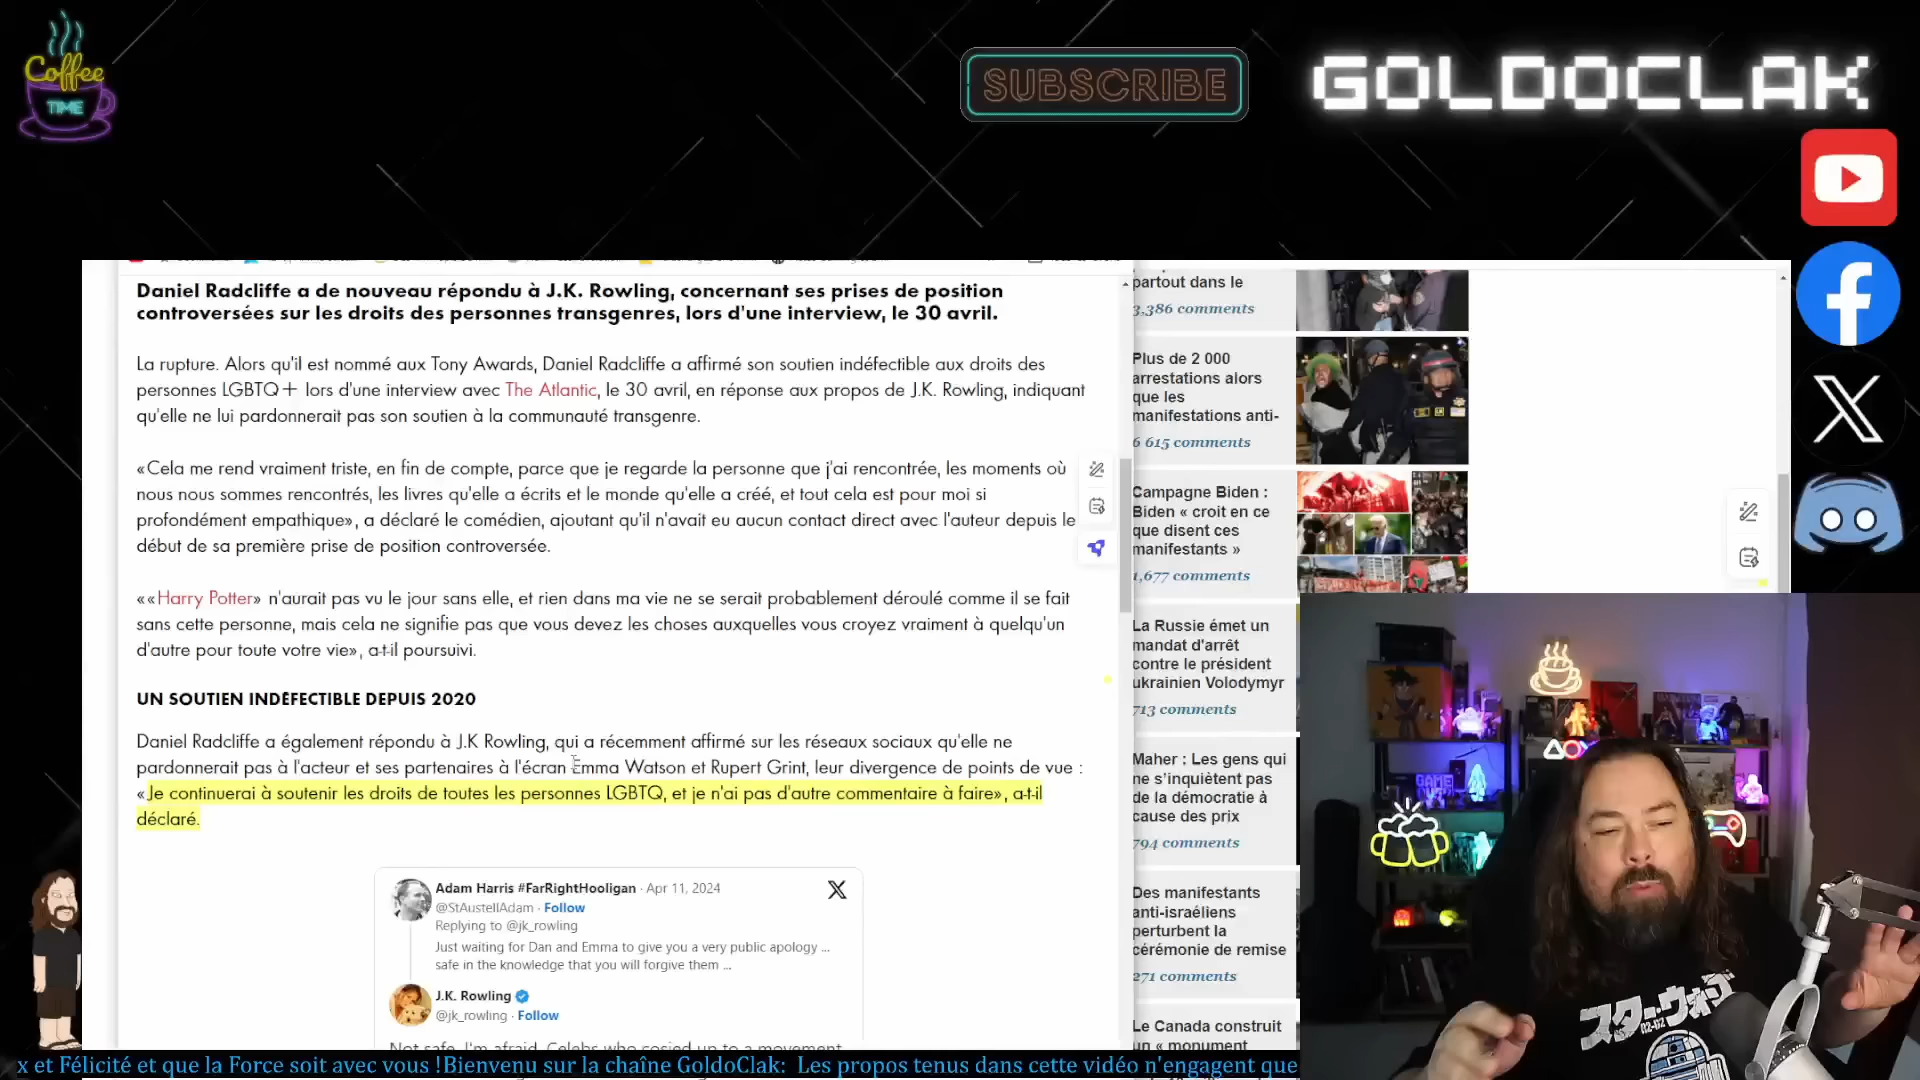 Coffee
TIME
SUBSCRIBE
GOLDOCLAK
Daniel Radcliffe a de nouveau répondu à J.K. Rowling, concernant ses prises de position
controversées sur les droits des personnes transgenres, lors d'une interview, le 30 avril.
La rupture. Alors qu'il est nommé aux Tony Awards, Daniel Radcliffe a affirmé son soutien indéfectible aux droits des
personnes LGBTQ+ lors d'une interview avec The Atlantic, le 30 avril, en réponse aux propos de J.K. Rowling, indiquant
qu'elle ne lui pardonnerait pas son soutien à la communauté transgenre.
«Cela me rend vraiment triste, en fin de compte, parce que je regarde la personne que j'ai rencontrée, les moments où
nous nous sommes rencontrés, les livres qu'elle a écrits et le monde qu'elle a créé, et tout cela est pour moi si
profondément empathique», a déclaré le comédien, ajoutant qu'il n'avait eu aucun contact direct avec l'auteur depuis le
début de sa première prise de position controversée.
««Harry Potter» n'aurait pas vu le jour sans elle, et rien dans ma vie ne se serait probablement déroulé comme il se fait
sans cette personne, mais cela ne signifie pas que vous devez les choses auxquelles vous croyez vraiment à quelqu'un
d'autre pour toute votre vie», a-t-il poursuivi.
UN SOUTIEN INDÉFECTIBLE DEPUIS 2020
Daniel Radcliffe a également répondu à J.K Rowling, qui a récemment affirmé sur les réseaux sociaux qu'elle ne
pardonnerait pas à l'acteur et ses partenaires à l'écran Emma Watson et Rupert Grint, leur divergence de points de vue :
«Je continuerai à soutenir les droits de toutes les personnes LGBTQ, et je n'ai pas d'autre commentaire à faire», a-t-il
déclaré.
Adam Harris #FarRightHooligan · Apr 11, 2024
@StAustellAdam · Follow
Replying to @jk_rowling
Just waiting for Dan and Emma to give you a very public apology ...
safe in the knowledge that you will forgive them ...
J.K. Rowling
@jk_rowling · Follow
Not safe, I'm afraid. Celebs who cosied up to a movement
partout dans le
3,386 comments
Plus de 2 000
arrestations alors
que les
manifestations anti-
6 615 comments
Campagne Biden :
Biden « croit en ce
que disent ces
manifestants »
1,677 comments
La Russie émet un
mandat d'arrêt
contre le président
ukrainien Volodymyr
713 comments
Maher : Les gens qui
ne s'inquiètent pas
de la démocratie à
cause des prix
794 comments
Des manifestants
anti-israéliens
perturbent la
cérémonie de remise
271 comments
Le Canada construit
un « monument
GAME
スター・ウォーズ
x et Félicité et que la Force soit avec vous !Bienvenu sur la chaîne GoldoClak: Les propos tenus dans cette vidéo n'engagent que